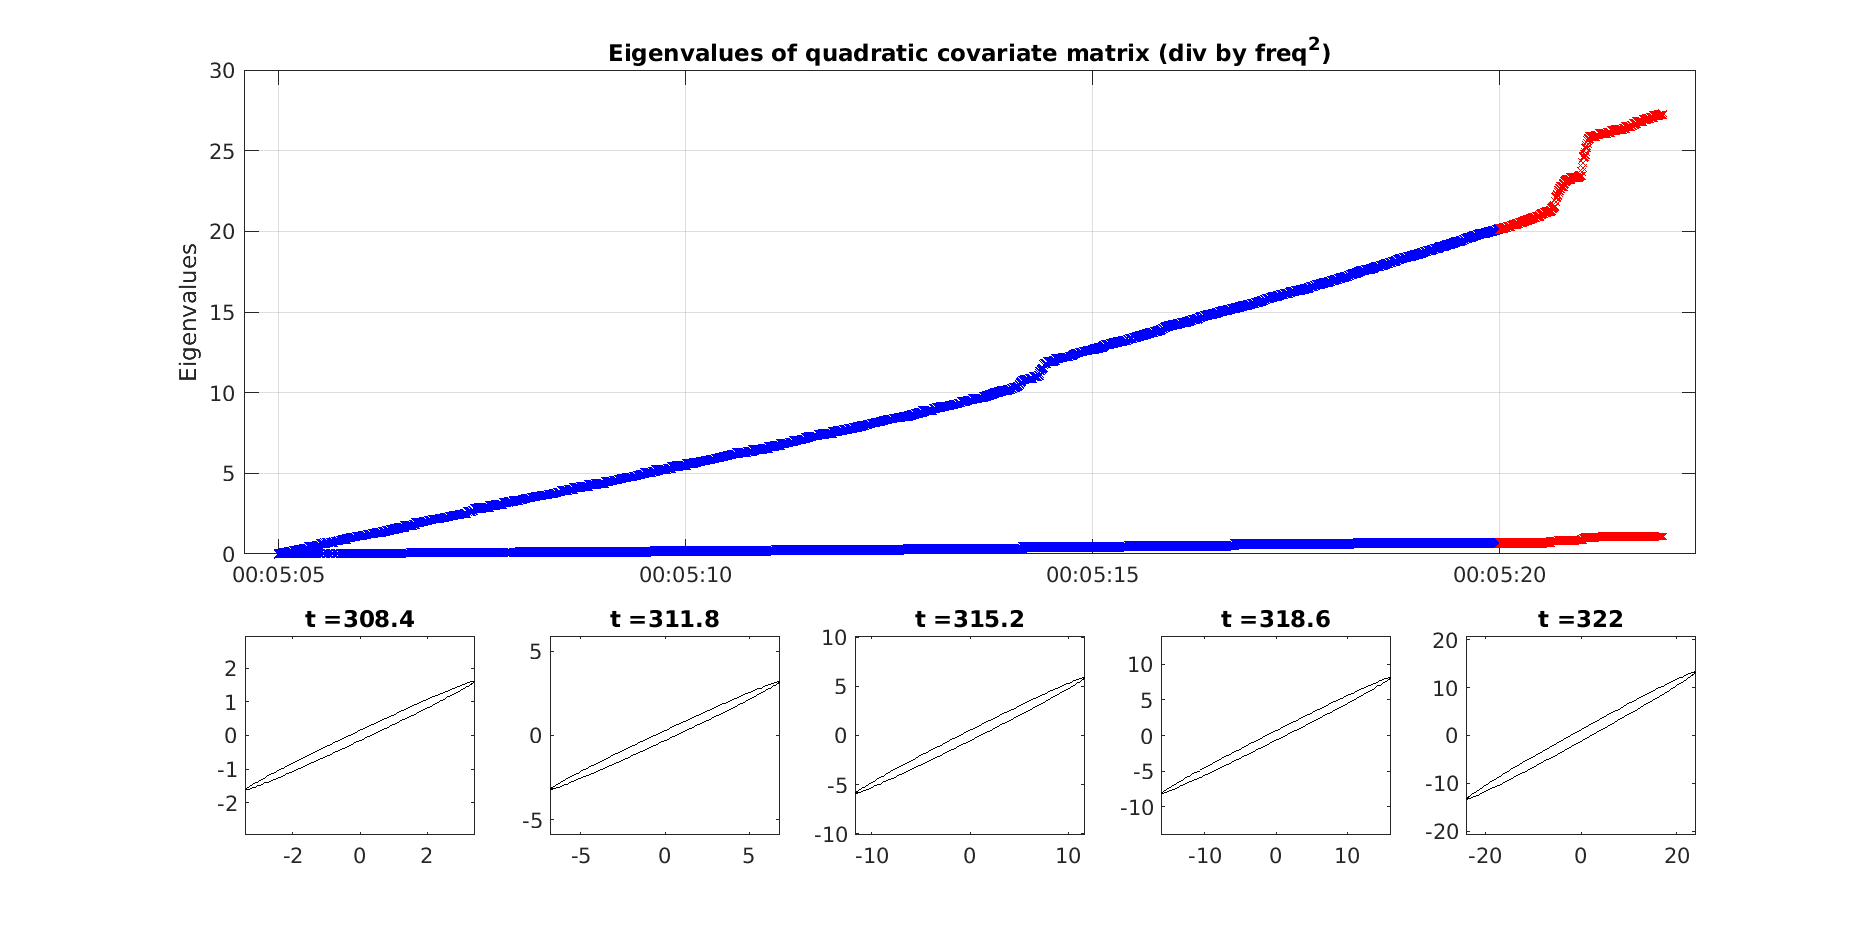 Eigenvalues of quadratic covariate matrix (div by freq²)
30
25
20
15
10
5
0
Eigenvalues
00:05:05 00:05:10 00:05:15 00:05:20
t =308.4
2
1
0
-1
-2
-2 0 2
t =311.8
5
0
-5
-5 0 5
t =315.2
10
5
0
-5
-10
-10 0 10
t =318.6
10
5
0
-5
-10
-10 0 10
t =322
20
10
0
-10
-20
-20 0 20